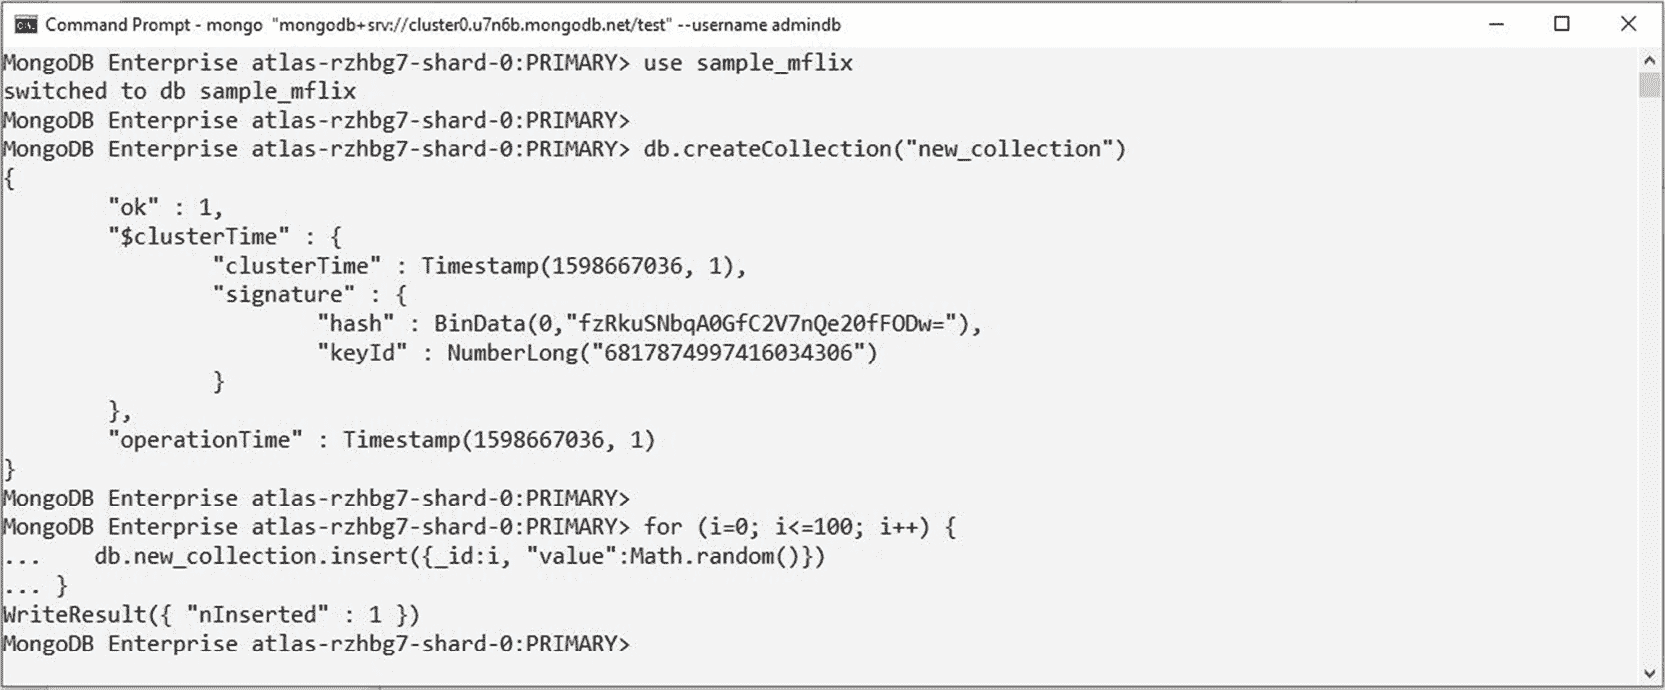 Command Prompt - mongo "mongodb+srv://cluster0.u7n6b.mongodb.net/test" --username admindb
MongoDB Enterprise atlas-rzhbg7-shard-0:PRIMARY> use sample_mflix
switched to db sample_mflix
MongoDB Enterprise atlas-rzhbg7-shard-0:PRIMARY>
MongoDB Enterprise atlas-rzhbg7-shard-0:PRIMARY> db.createCollection("new_collection")
{
        "ok" : 1,
        "$clusterTime" : {
                "clusterTime" : Timestamp(1598667036, 1),
                "signature" : {
                        "hash" : BinData(0,"fzRkuSNbqA0GfC2V7nQe20fFODw="),
                        "keyId" : NumberLong("6817874997416034306")
                }
        },
        "operationTime" : Timestamp(1598667036, 1)
}
MongoDB Enterprise atlas-rzhbg7-shard-0:PRIMARY>
MongoDB Enterprise atlas-rzhbg7-shard-0:PRIMARY> for (i=0; i<=100; i++) {
...    db.new_collection.insert({_id:i, "value":Math.random()})
... }
WriteResult({ "nInserted" : 1 })
MongoDB Enterprise atlas-rzhbg7-shard-0:PRIMARY>